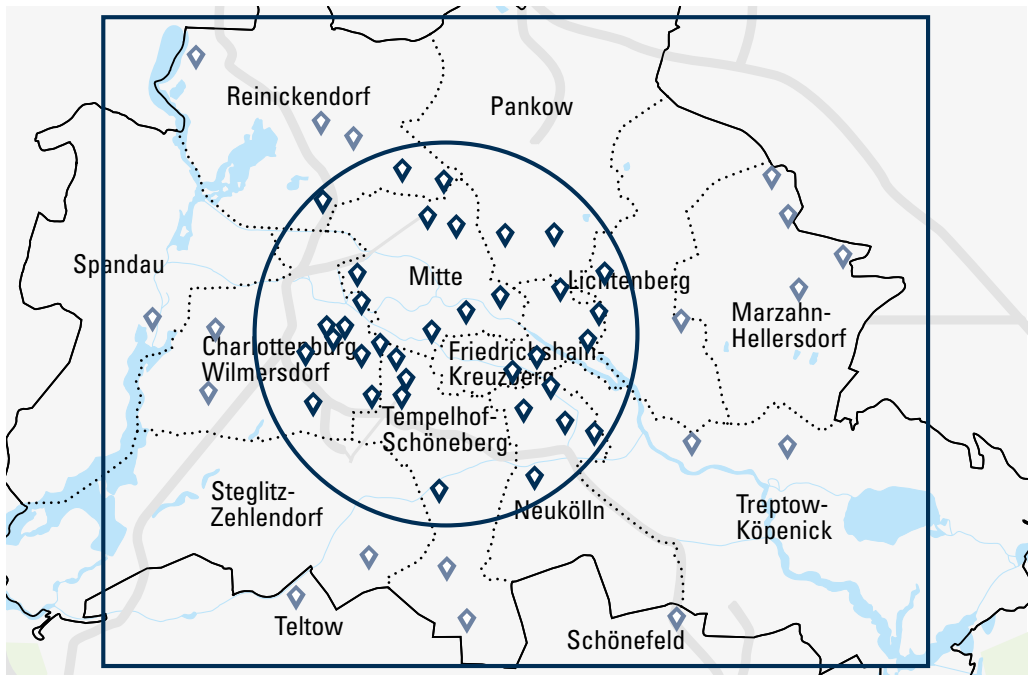 Reinickendorf
Pankow
Spandau
Mitte
Lichtenberg
Marzahn-
Hellersdorf
Charlottenburg
Wilmersdorf
Friedrichshain-
Kreuzberg
Tempelhof-
Schöneberg
Steglitz-
Zehlendorf
Neukölln
Treptow-
Köpenick
Teltow
Schönefeld